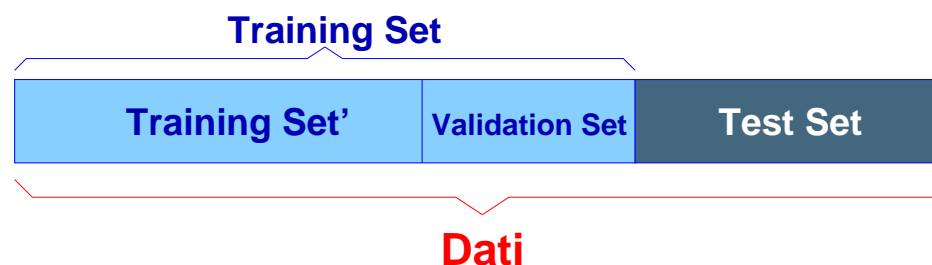 Training Set
Training Set’ Validation Set Test Set
Dati